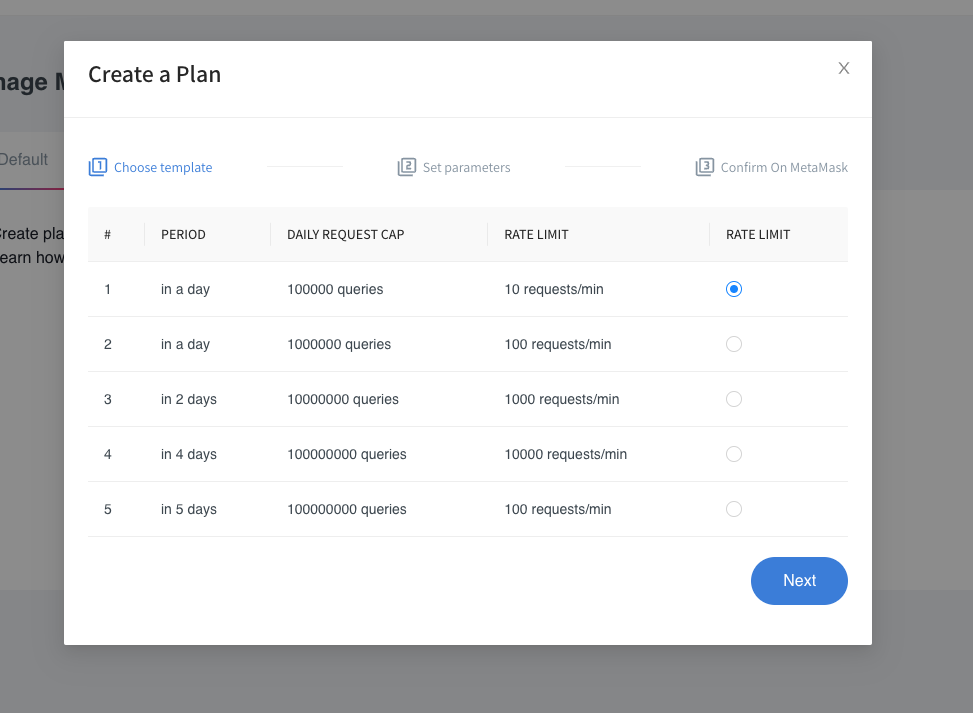 Create a Plan
nage M
Default
1 Choose template
2 Set parameters
3 Confirm On MetaMask
Create pla
earn how
# PERIOD DAILY REQUEST CAP RATE LIMIT RATE LIMIT
1 in a day 100000 queries 10 requests/min
2 in a day 1000000 queries 100 requests/min
3 in 2 days 10000000 queries 1000 requests/min
4 in 4 days 100000000 queries 10000 requests/min
5 in 5 days 100000000 queries 100 requests/min
Next